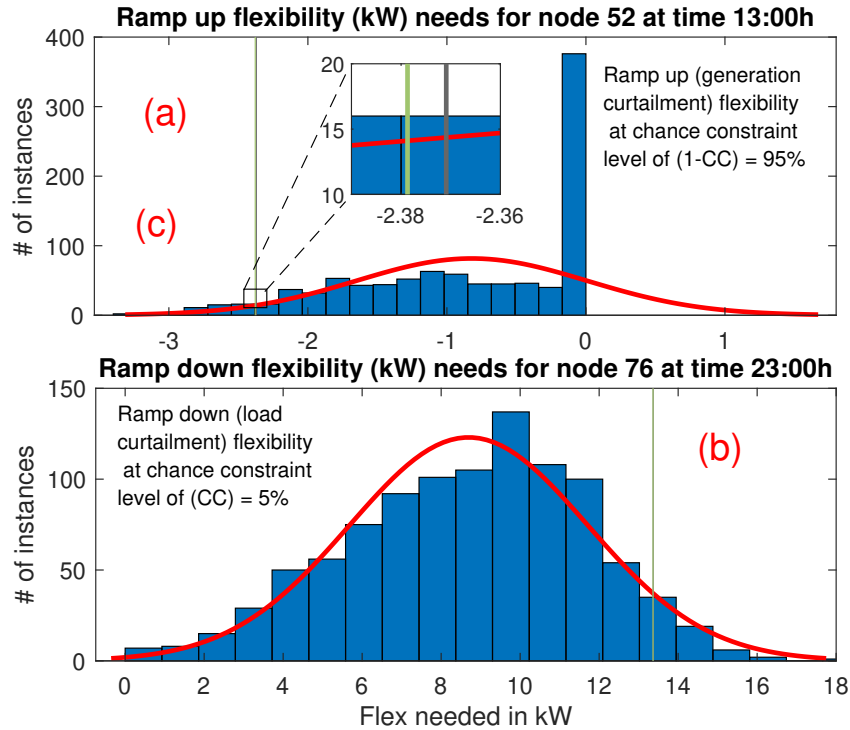 Ramp up flexibility (kW) needs for node 52 at time 13:00h
400
300
200
100
0
# of instances
(a)
(c)
20
15
10
-2.38
-2.36
Ramp up (generation
curtailment) flexibility
at chance constraint
level of (1-CC) = 95%
-3
-2
-1
0
1
Ramp down flexibility (kW) needs for node 76 at time 23:00h
150
100
50
0
# of instances
Ramp down (load
curtailment) flexibility
at chance constraint
level of (CC) = 5%
(b)
0
2
4
6
8
10
12
14
16
18
Flex needed in kW